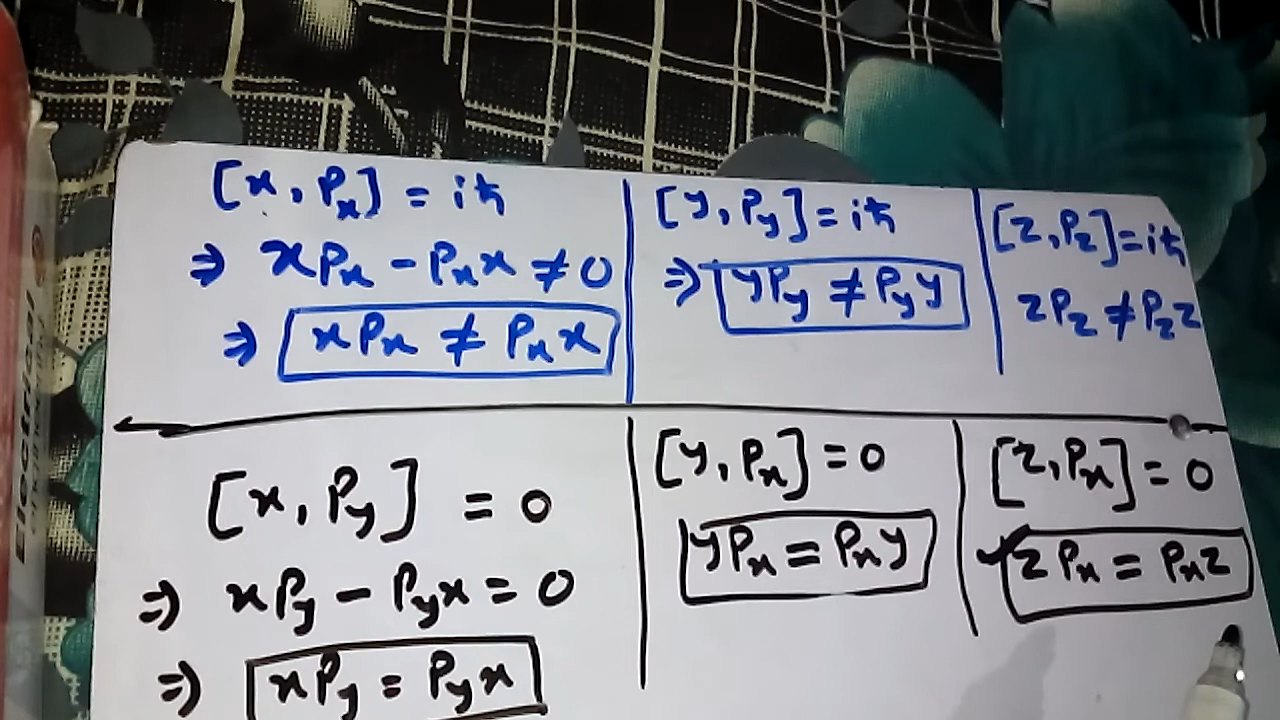 [x, Px] = iħ
⇒ xPx - Pxx ≠ 0
⇒ xPx ≠ Pxx
[y, Py] = iħ
⇒ yPy ≠ Pyy
[z, Pz] = iħ
zPz ≠ Pzz
[x, Py] = 0
⇒ xPy - Pyx = 0
⇒ xPy = Pyx
[y, Px] = 0
yPx = Pxy
[z, Px] = 0
zPx = Pxz
Electrical